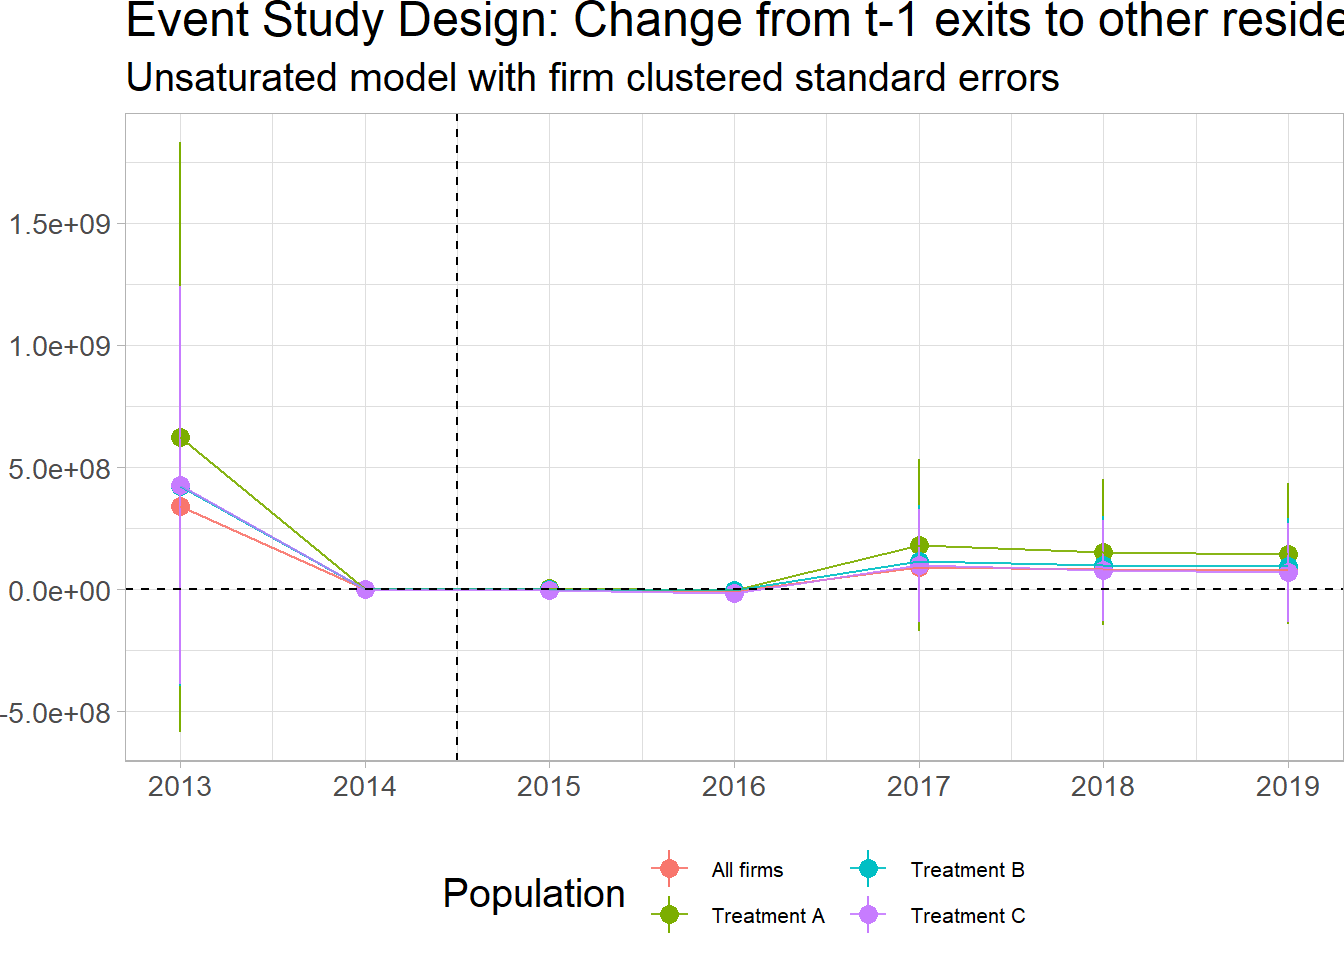 Event Study Design: Change from t-1 exits to other reside
Unsaturated model with firm clustered standard errors
1.5e+09
1.0e+09
5.0e+08
0.0e+00
-5.0e+08
2013 2014 2015 2016 2017 2018 2019
Population
All firms Treatment B
Treatment A Treatment C